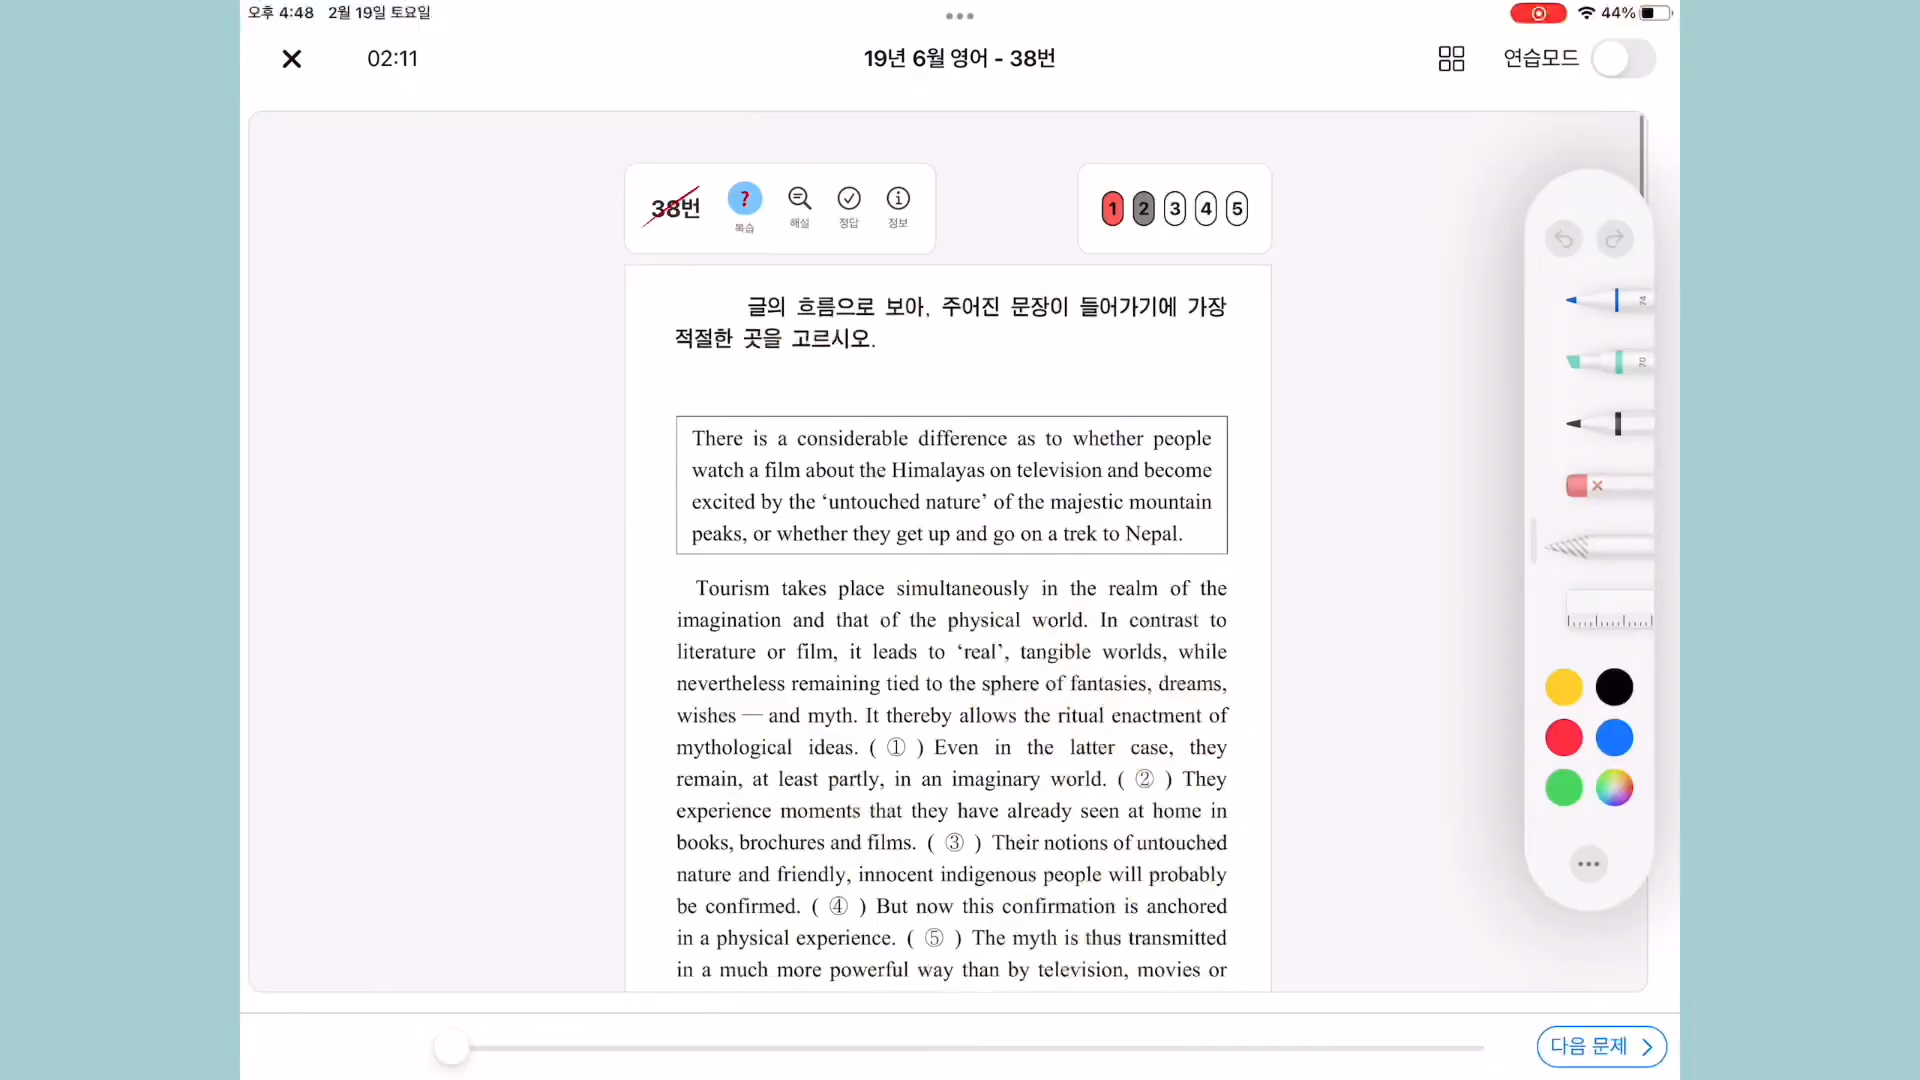 오후 4:48 2월 19일 토요일
44%
02:11
19년 6월 영어 - 38번
연습모드
38번
?
복습
해설
정답
정보
1 2 3 4 5
글의 흐름으로 보아, 주어진 문장이 들어가기에 가장
적절한 곳을 고르시오.
There is a considerable difference as to whether people
watch a film about the Himalayas on television and become
excited by the ‘untouched nature’ of the majestic mountain
peaks, or whether they get up and go on a trek to Nepal.
Tourism takes place simultaneously in the realm of the
imagination and that of the physical world. In contrast to
literature or film, it leads to ‘real’, tangible worlds, while
nevertheless remaining tied to the sphere of fantasies, dreams,
wishes — and myth. It thereby allows the ritual enactment of
mythological ideas. ( ① ) Even in the latter case, they
remain, at least partly, in an imaginary world. ( ② ) They
experience moments that they have already seen at home in
books, brochures and films. ( ③ ) Their notions of untouched
nature and friendly, innocent indigenous people will probably
be confirmed. ( ④ ) But now this confirmation is anchored
in a physical experience. ( ⑤ ) The myth is thus transmitted
in a much more powerful way than by television, movies or
74
70
다음 문제